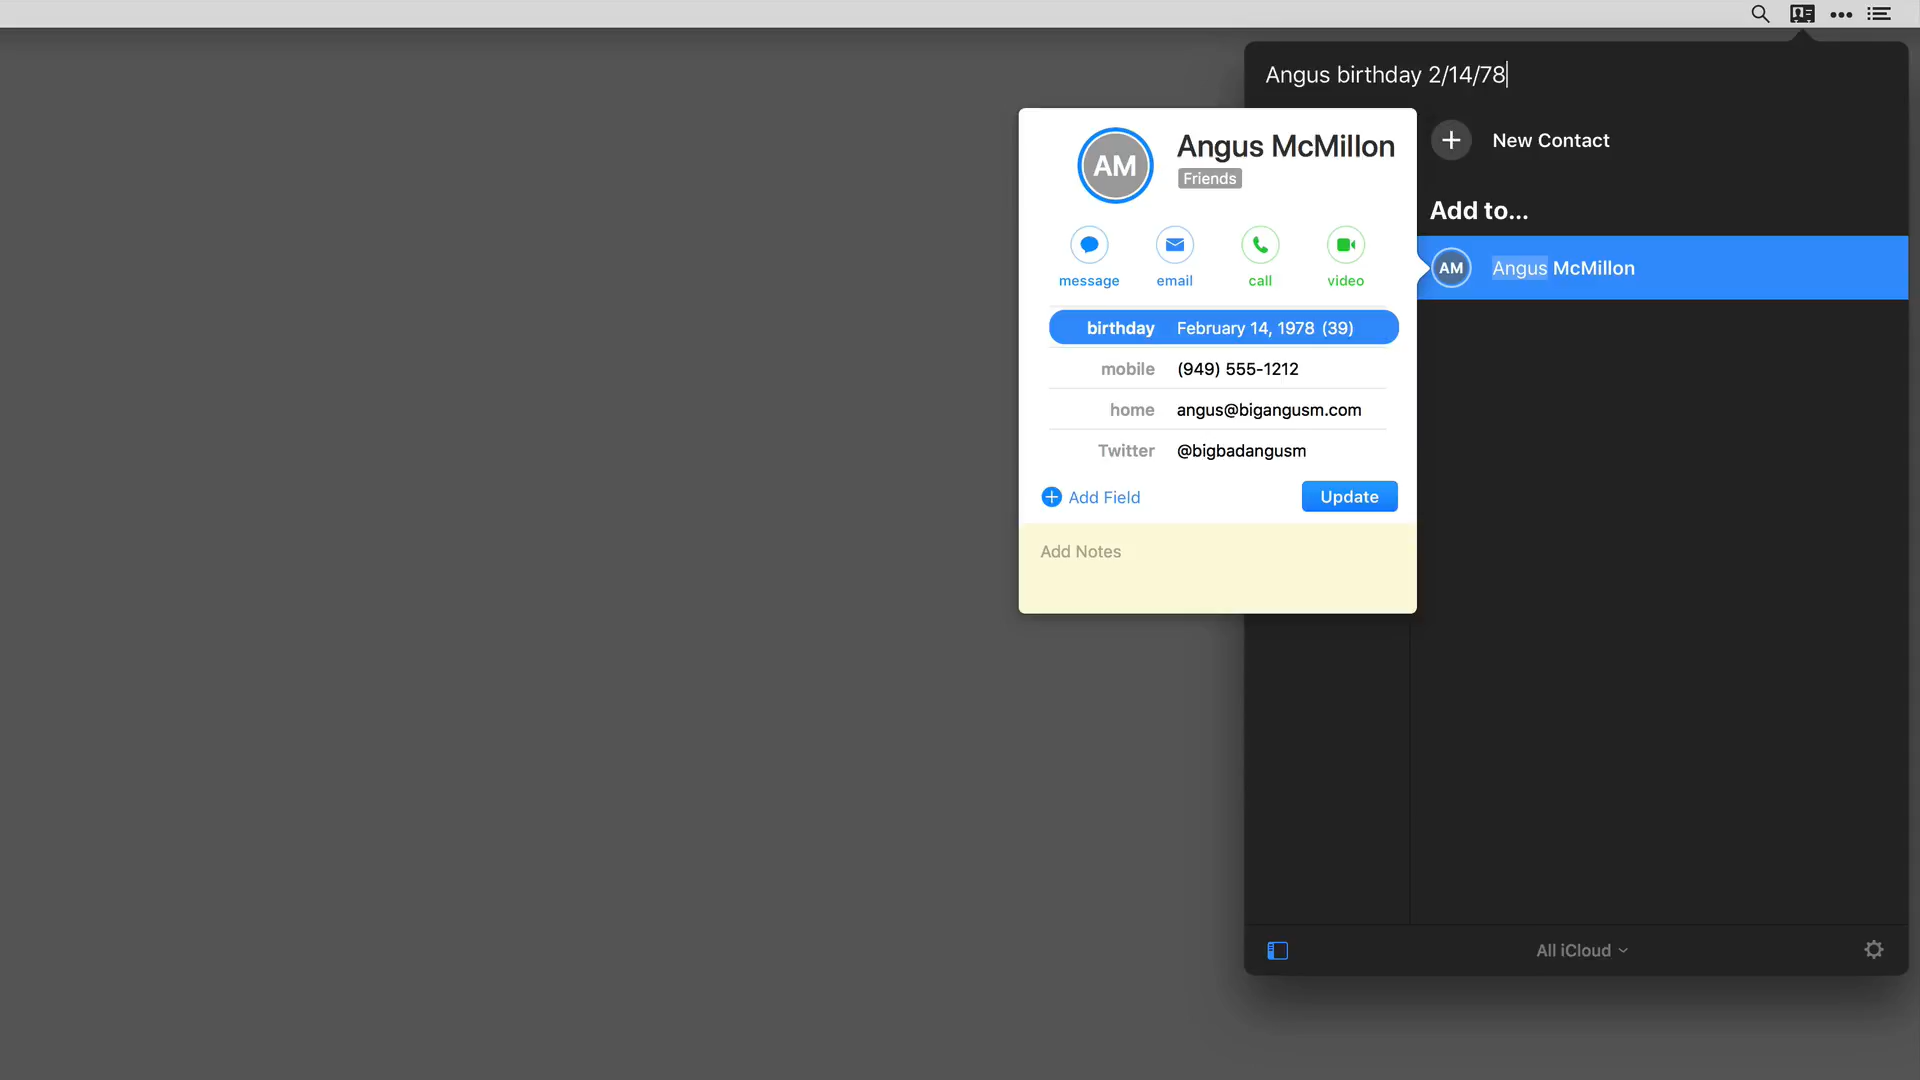 Angus birthday 2/14/78
AM
Angus McMillon
Friends
message email call video
birthday February 14, 1978 (39)
mobile (949) 555-1212
home angus@bigangusm.com
Twitter @bigbadangusm
Add Field Update
Add Notes
New Contact
Add to...
AM Angus McMillon
All iCloud